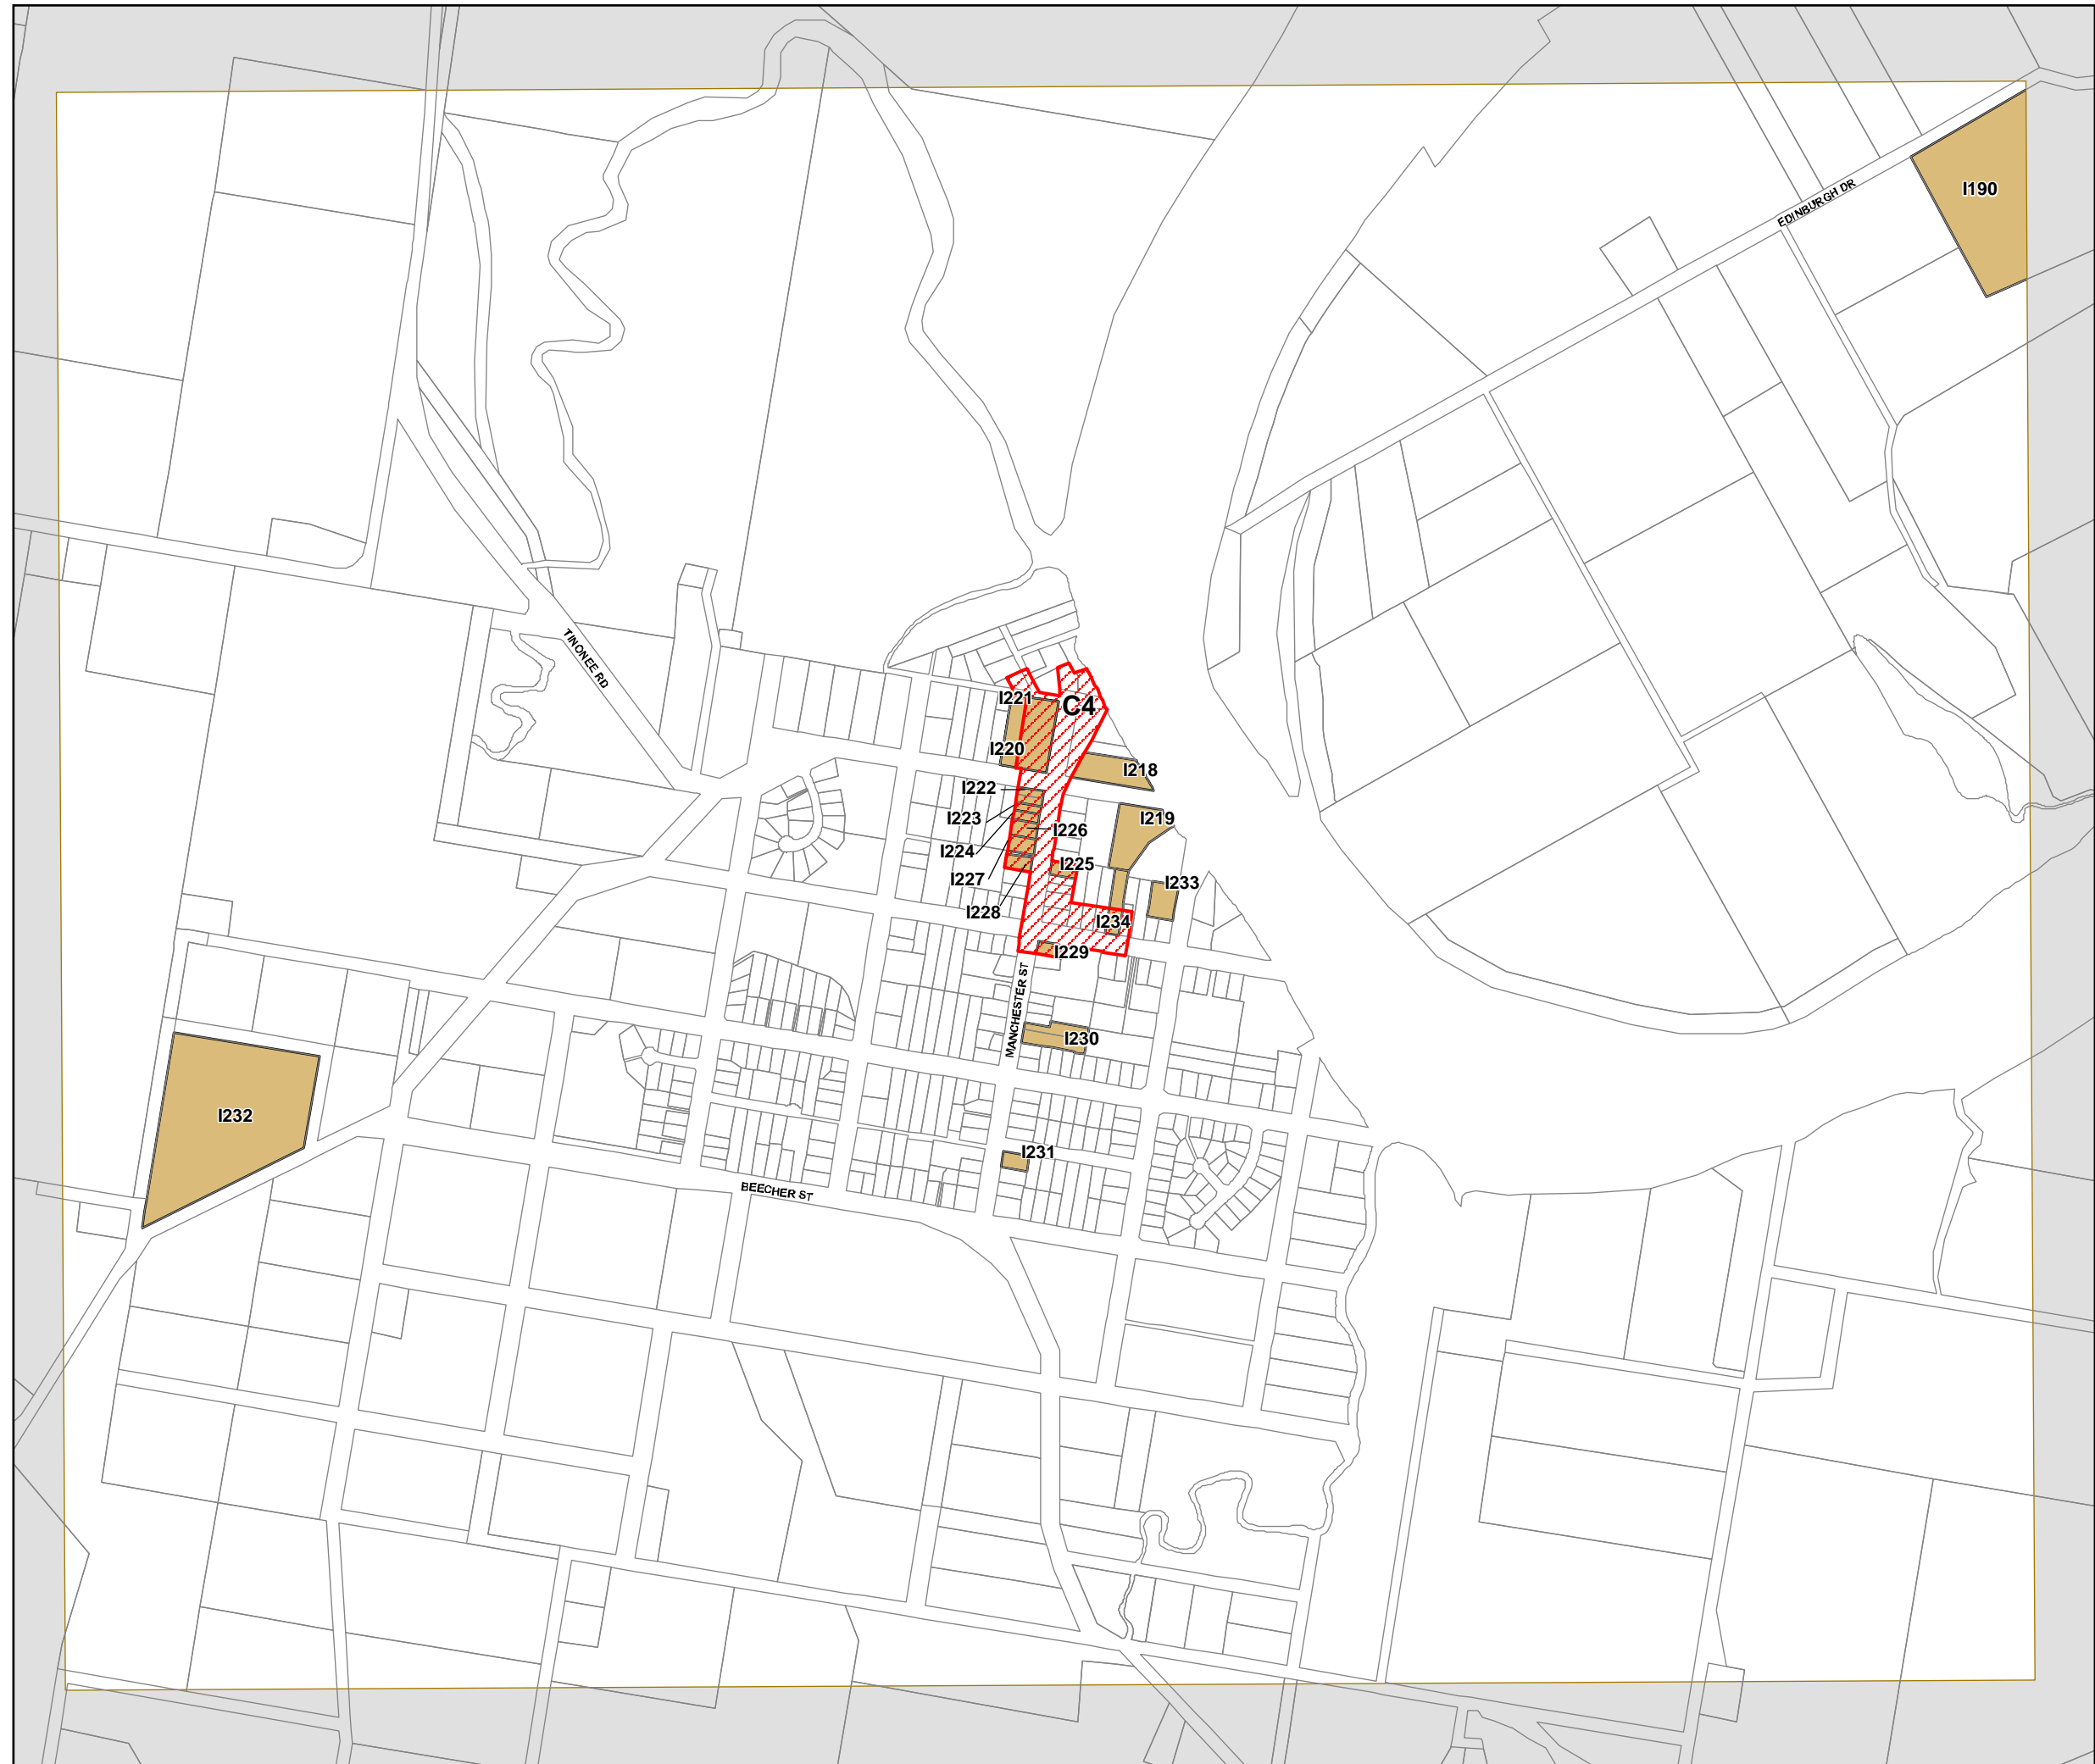 EDINBURGH DR
I190
TINONEE RD
I221
C4
I220
I218
I222
I223
I219
I226
I224
I225
I227
I233
I228
I234
I229
MANCHESTER ST
I230
I232
I231
BEECHER ST